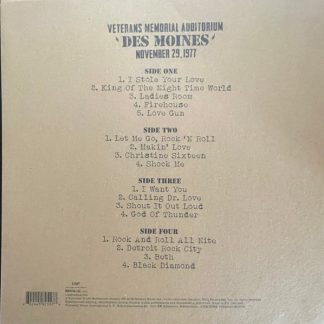 VETERANS MEMORIAL AUDITORIUM
'DES MOINES'
NOVEMBER 29, 1977
SIDE ONE
1. I Stole Your Love
2. King Of The Night Time World
3. Ladies Room
4. Firehouse
5. Love Gun
SIDE TWO
1. Let Me Go, Rock 'N Roll
2. Makin' Love
3. Christine Sixteen
4. Shock Me
SIDE THREE
1. I Want You
2. Calling Dr. Love
3. Shout It Out Loud
4. God Of Thunder
SIDE FOUR
1. Rock And Roll All Nite
2. Detroit Rock City
3. Beth
4. Black Diamond